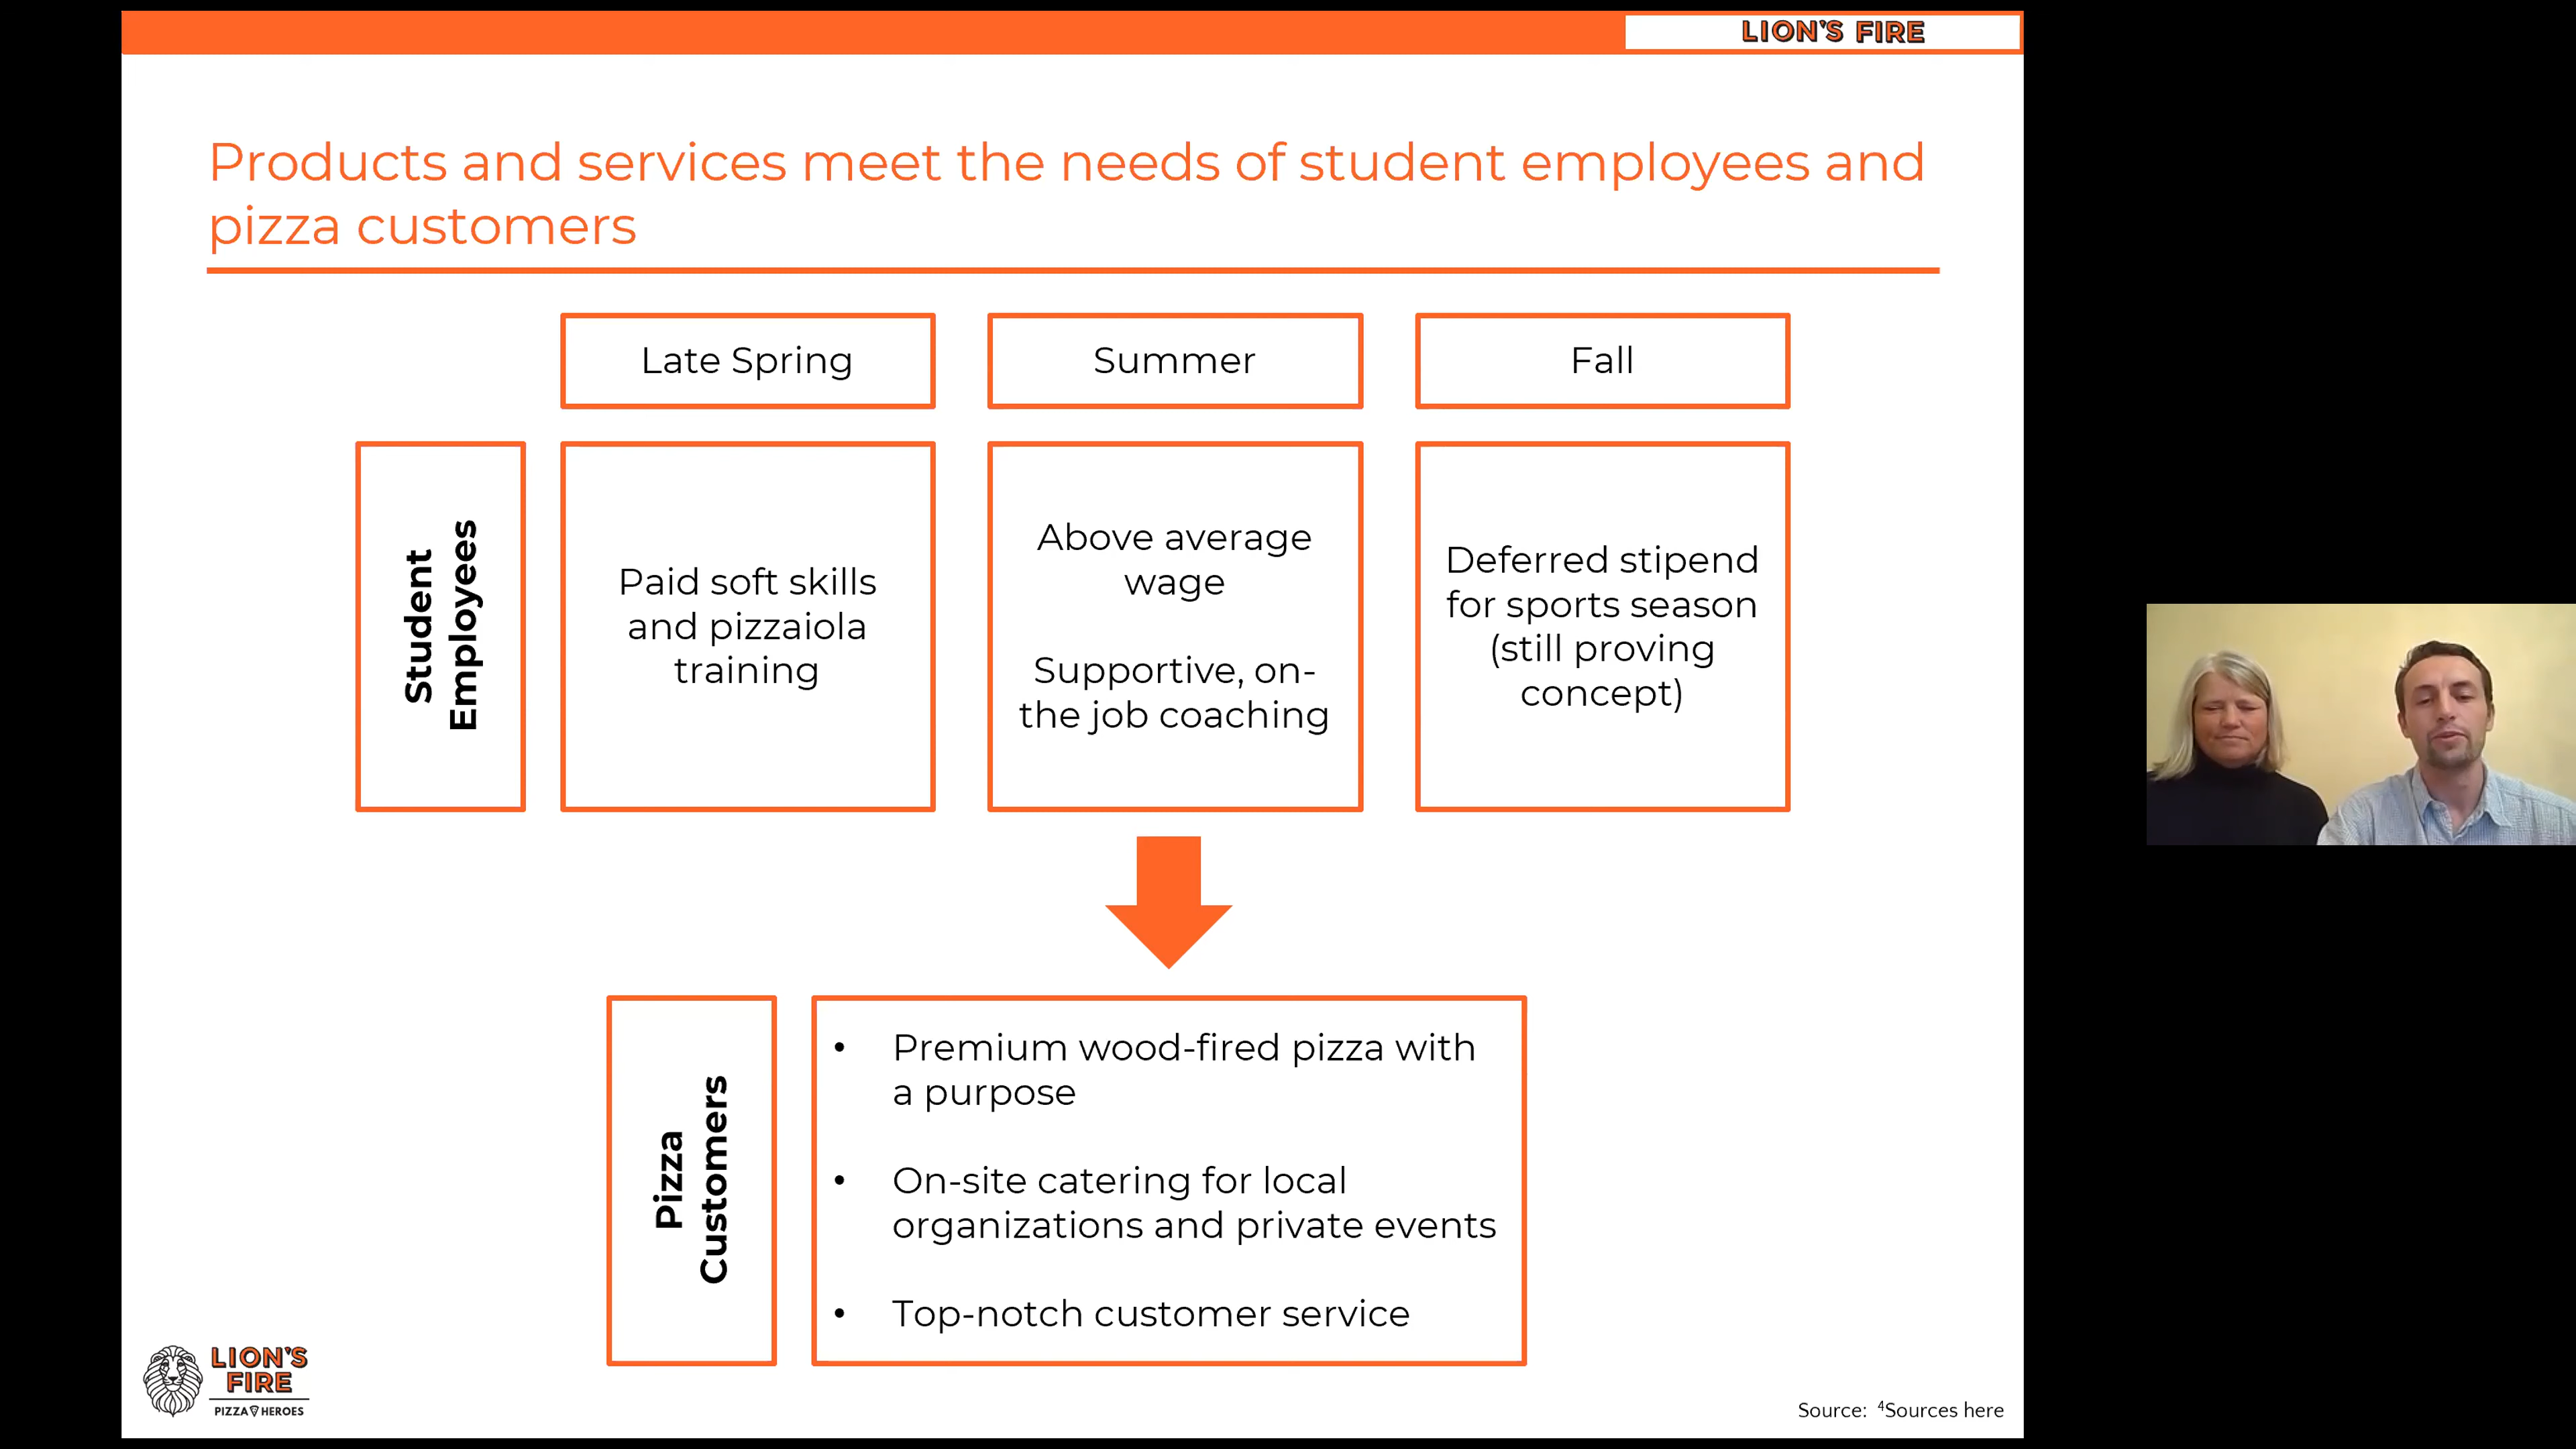 LION'S FIRE
Products and services meet the needs of student employees and
pizza customers
Late Spring
Summer
Fall
Student
Employees
Paid soft skills
and pizzaiola
training
Above average
wage
Supportive, on-
the job coaching
Deferred stipend
for sports season
(still proving
concept)
Pizza
Customers
• Premium wood-fired pizza with
a purpose
• On-site catering for local
organizations and private events
• Top-notch customer service
LION'S
FIRE
PIZZA HEROES
Source: ⁴Sources here